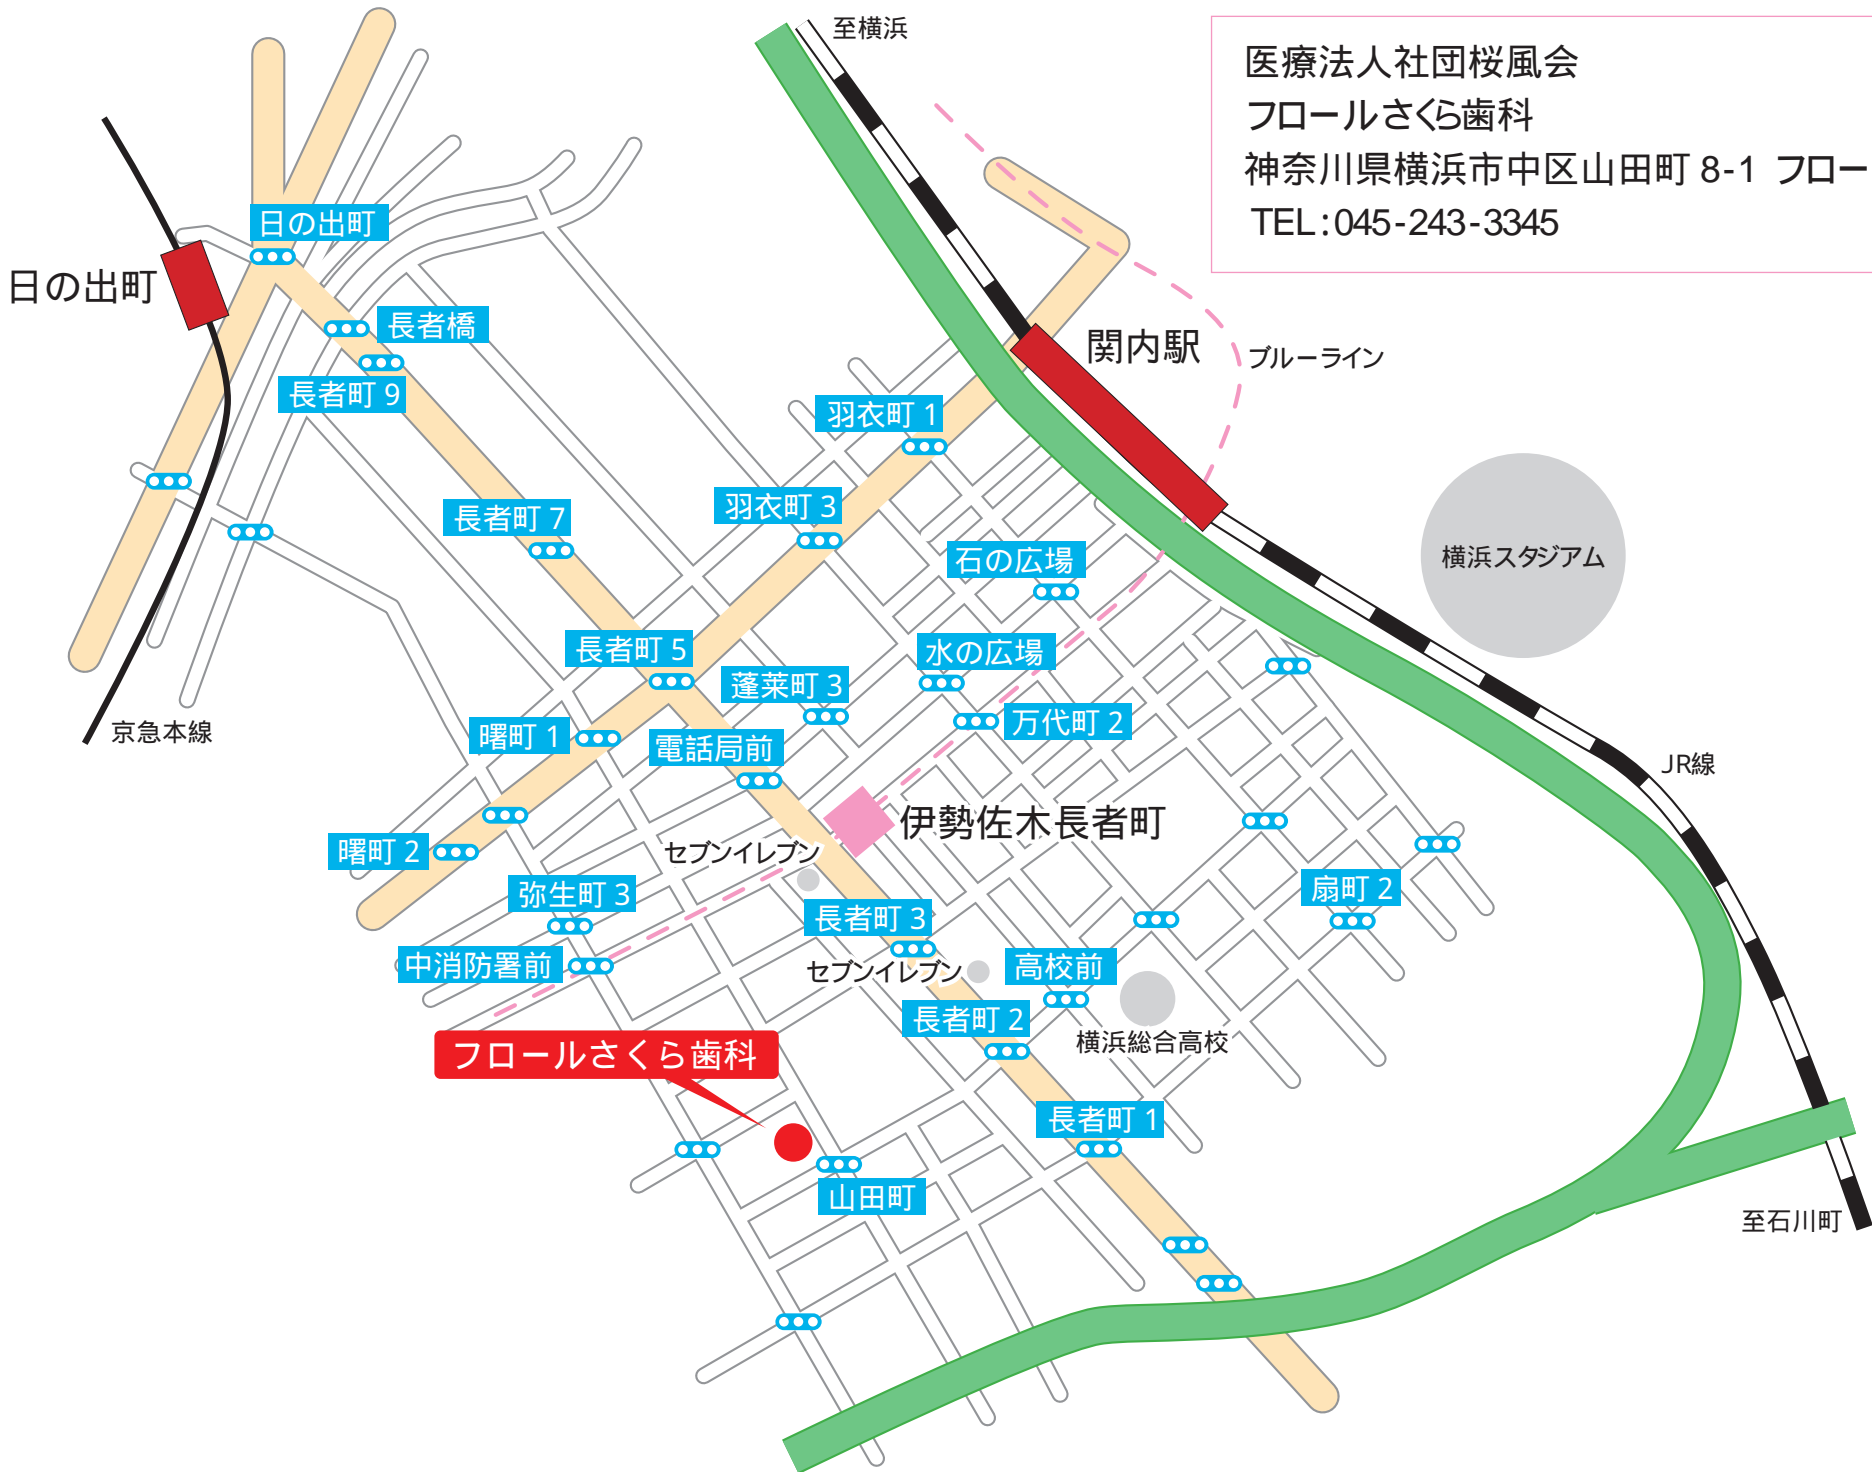 至横浜
医療法人社団桜風会
フロールさくら歯科
神奈川県横浜市中区山田町 8-1 フロー
TEL:045-243-3345
日の出町
日の出町
長者橋
関内駅
ブルーライン
長者町 9
羽衣町 1
長者町 7
羽衣町 3
石の広場
横浜スタジアム
長者町 5
水の広場
蓬莱町 3
京急本線
曙町 1
電話局前
万代町 2
JR線
伊勢佐木長者町
曙町 2
セブンイレブン
弥生町 3
扇町 2
長者町 3
中消防署前
セブンイレブン
高校前
長者町 2
横浜総合高校
フロールさくら歯科
長者町 1
山田町
至石川町